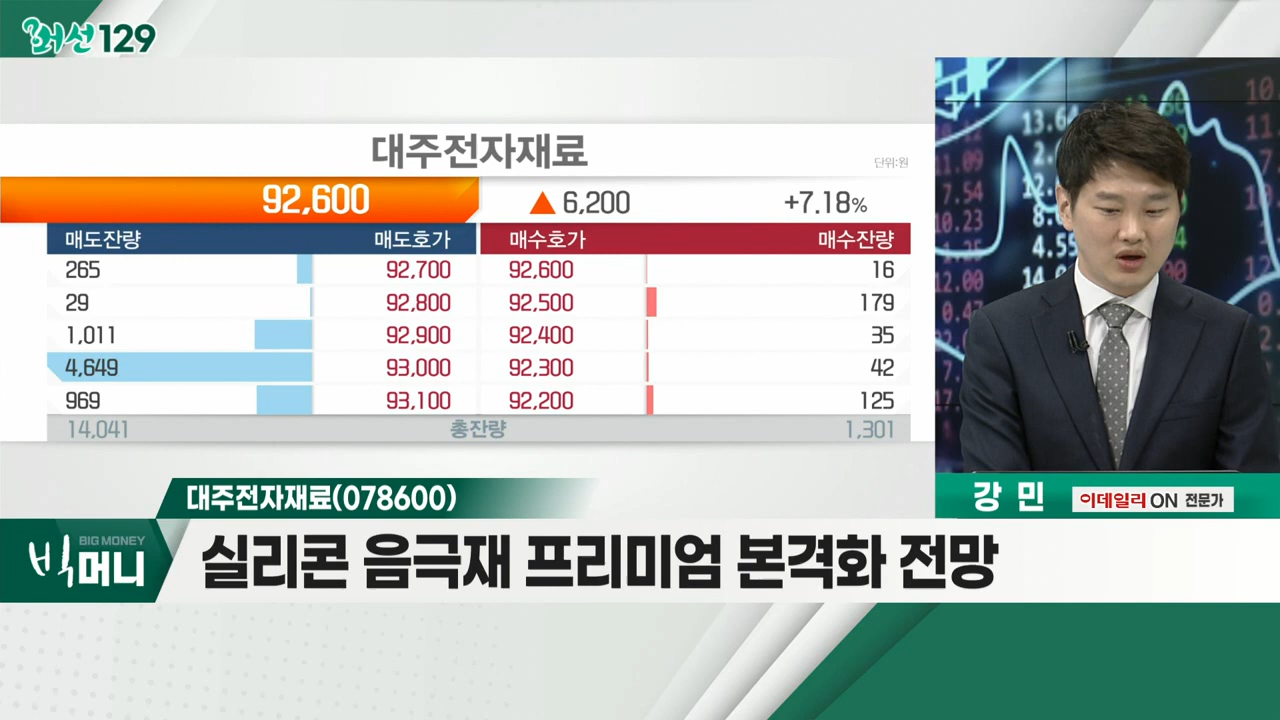 최선129
대주전자재료
단위:원
92,600 ▲ 6,200 +7.18%
매도잔량 매도호가 매수호가 매수잔량
265 92,700 92,600 16
29 92,800 92,500 179
1,011 92,900 92,400 35
4,649 93,000 92,300 42
969 93,100 92,200 125
14,041 총잔량 1,301
대주전자재료(078600)
강 민 이데일리ON 전문가
BIG MONEY
빅머니
실리콘 음극재 프리미엄 본격화 전망